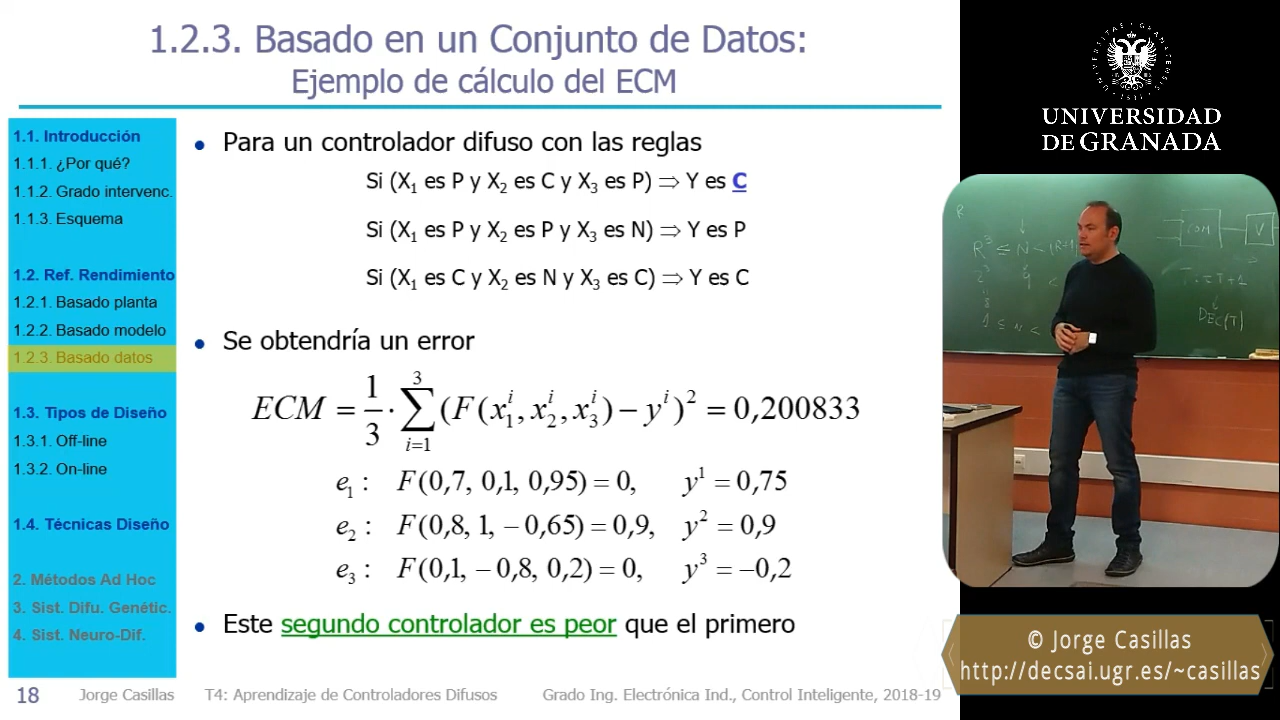 1.2.3. Basado en un Conjunto de Datos:
Ejemplo de cálculo del ECM
1.1. Introducción
1.1.1. ¿Por qué?
1.1.2. Grado intervenc.
1.1.3. Esquema
1.2. Ref. Rendimiento
1.2.1. Basado planta
1.2.2. Basado modelo
1.2.3. Basado datos
1.3. Tipos de Diseño
1.3.1. Off-line
1.3.2. On-line
1.4. Técnicas Diseño
2. Métodos Ad Hoc
3. Sist. Difu. Genétic.
4. Sist. Neuro-Dif.
• Para un controlador difuso con las reglas
Si (X₁ es P y X₂ es C y X₃ es P) ⇒ Y es C
Si (X₁ es P y X₂ es P y X₃ es N) ⇒ Y es P
Si (X₁ es C y X₂ es N y X₃ es C) ⇒ Y es C
• Se obtendría un error
ECM = 1/3 · ∑_{i=1}^{3} (F(x₁ⁱ, x₂ⁱ, x₃ⁱ) − yⁱ)² = 0,200833
e₁ : F(0,7, 0,1, 0,95) = 0, y¹ = 0,75
e₂ : F(0,8, 1, −0,65) = 0,9, y² = 0,9
e₃ : F(0,1, −0,8, 0,2) = 0, y³ = −0,2
• Este segundo controlador es peor que el primero
18 Jorge Casillas T4: Aprendizaje de Controladores Difusos Grado Ing. Electrónica Ind., Control Inteligente, 2018-19
UNIVERSIDAD
DE GRANADA
DEC(T)
© Jorge Casillas
http://decsai.ugr.es/~casillas